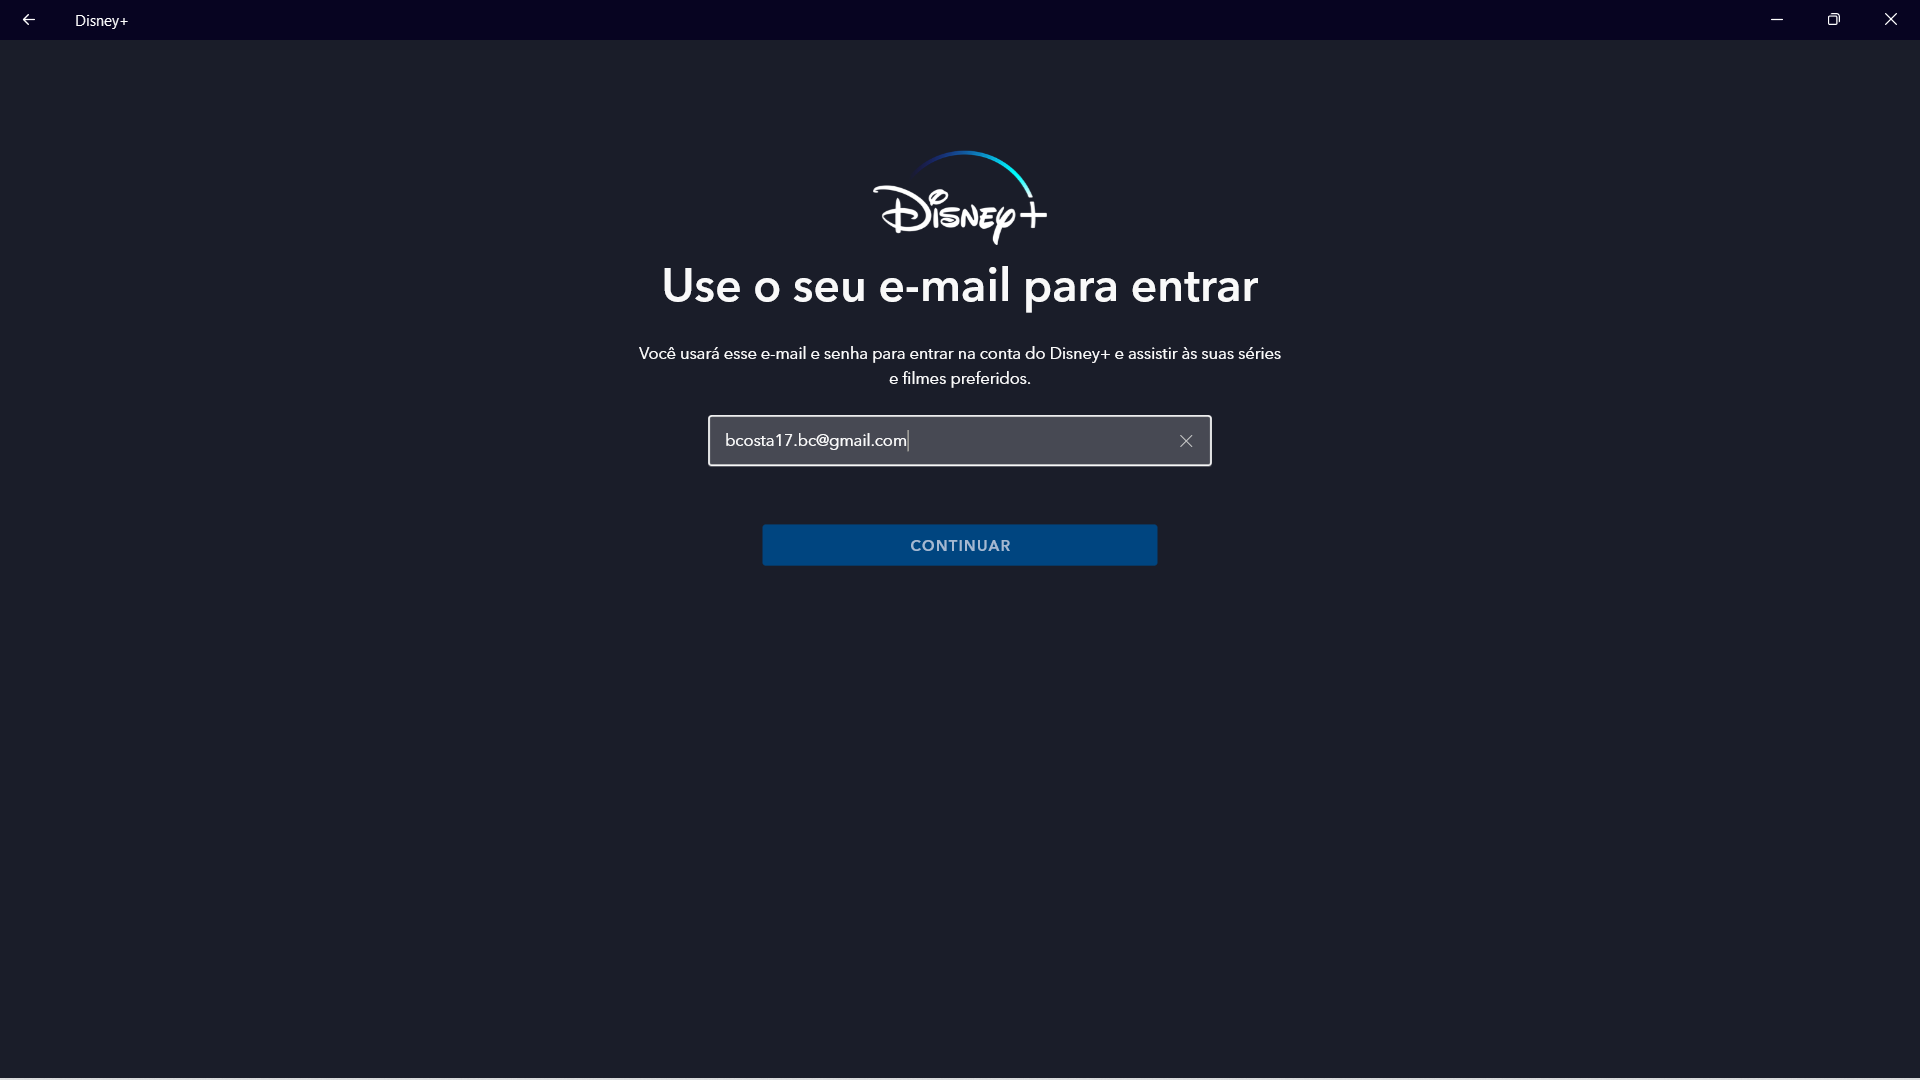 Disney+
Disney+
Use o seu e-mail para entrar
Você usará esse e-mail e senha para entrar na conta do Disney+ e assistir às suas séries
e filmes preferidos.
bcosta17.bc@gmail.com
CONTINUAR